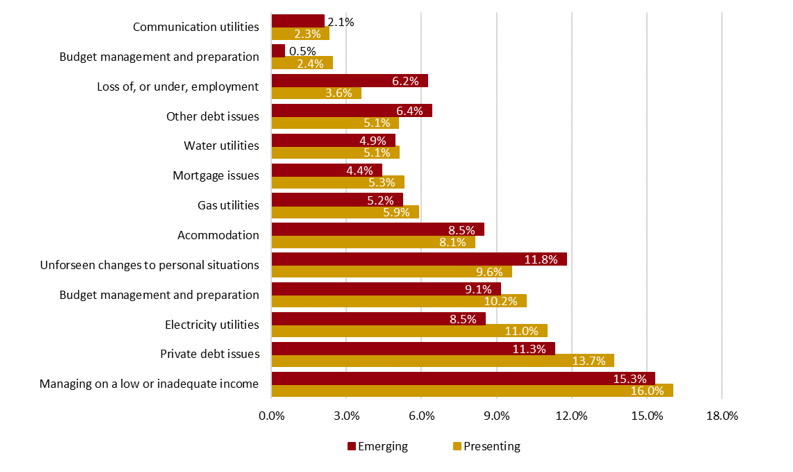 Communication utilities 2.1%
2.3%
Budget management and preparation 0.5%
2.4%
Loss of, or under, employment 6.2%
3.6%
Other debt issues 6.4%
5.1%
Water utilities 4.9%
5.1%
Mortgage issues 4.4%
5.3%
Gas utilities 5.2%
5.9%
Acommodation 8.5%
8.1%
Unforseen changes to personal situations 11.8%
9.6%
Budget management and preparation 9.1%
10.2%
Electricity utilities 8.5%
11.0%
Private debt issues 11.3%
13.7%
Managing on a low or inadequate income 15.3%
16.0%
0.0% 3.0% 6.0% 9.0% 12.0% 15.0% 18.0%
Emerging Presenting